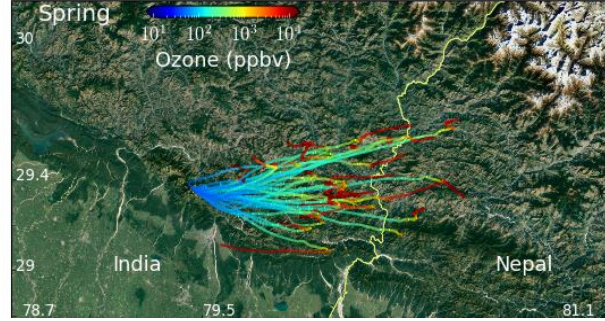 Spring
10¹ 10² 10³ 10⁴
Ozone (ppbv)
30
29.4
29
India
Nepal
78.7
79.5
81.1